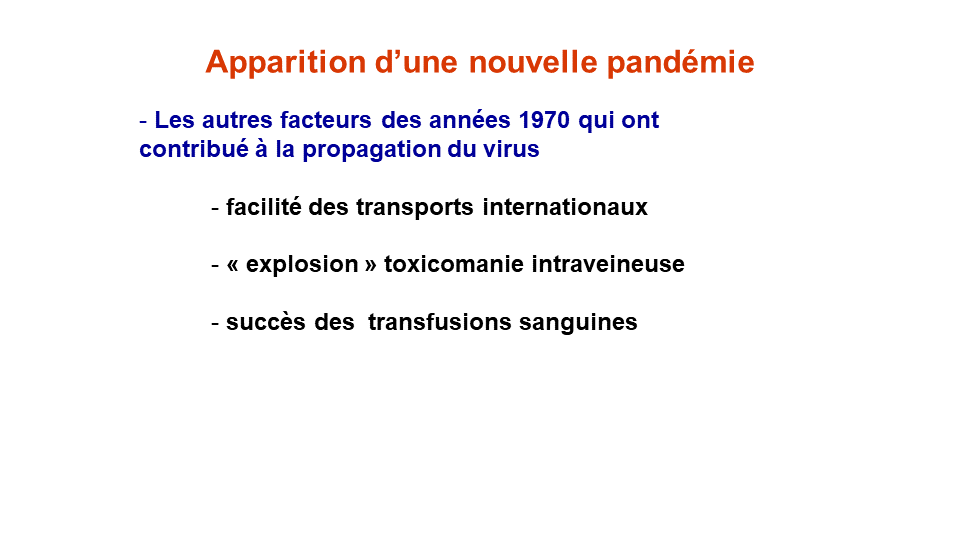 Apparition d’une nouvelle pandémie
- Les autres facteurs des années 1970 qui ont
contribué à la propagation du virus
- facilité des transports internationaux
- « explosion » toxicomanie intraveineuse
- succès des  transfusions sanguines